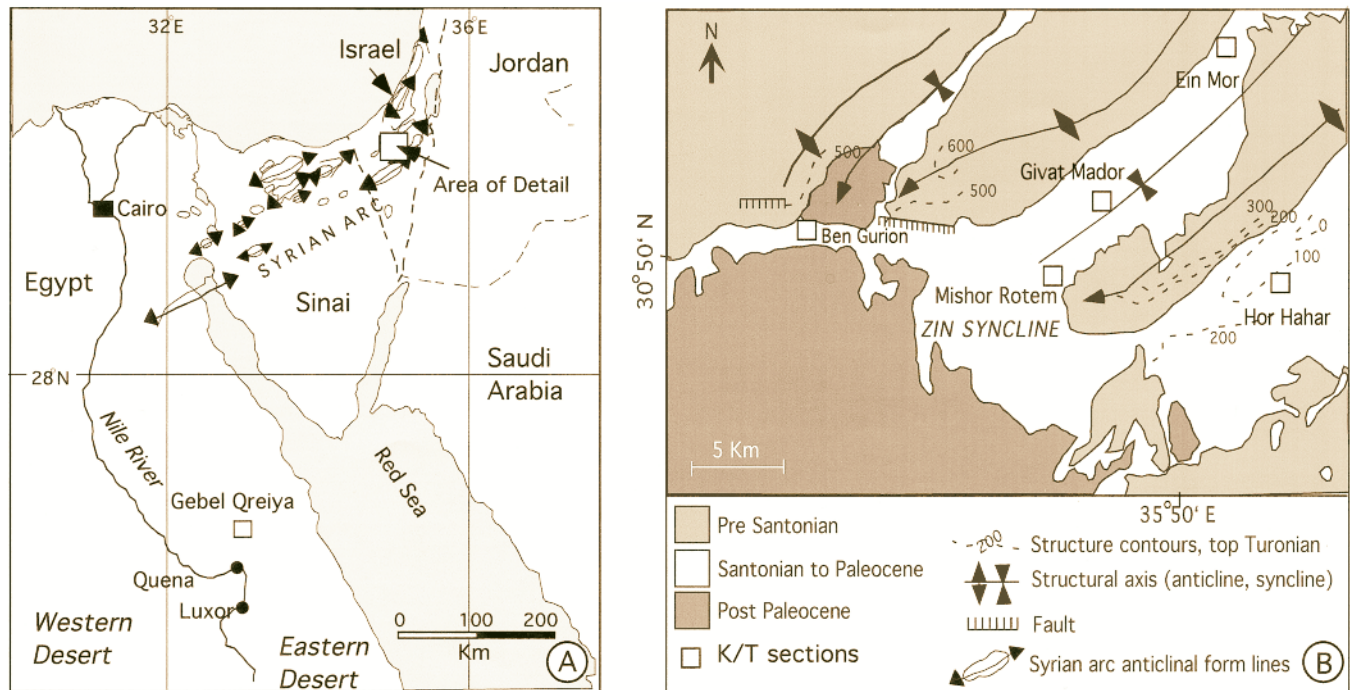 32E
36E
Israel
Jordan
Area of Detail
Cairo
SYRIAN ARC
Egypt
Sinai
Saudi
Arabia
28°N
Nile River
Red Sea
Gebel Qreiya
Quena
Luxor
Western
Desert
Eastern
Desert
0 100 200
Km
A
N
Ein Mor
500
600
500
Givat Mador
Ben Gurion
300
200
0
100
30°50' N
Mishor Rotem
Hor Hahar
ZIN SYNCLINE
200
5 Km
35°50' E
Pre Santonian
Santonian to Paleocene
Post Paleocene
K/T sections
200
Structure contours, top Turonian
Structural axis (anticline, syncline)
Fault
Syrian arc anticlinal form lines
B